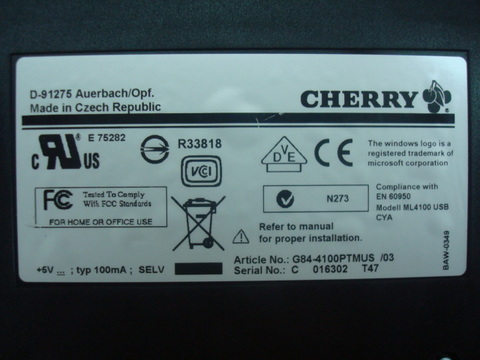 D-91275 Auerbach/Opf.
Made in Czech Republic
CHERRY
E 75282
c RU US
R33818
VCI
VDE
The windows logo is a
registered trademark of
microsoft corporation
FC Tested To Comply
With FCC Standards
FOR HOME OR OFFICE USE
N273
Compliance with
EN 60950
Modell ML4100 USB
CYA
Refer to manual
for proper installation.
+5V ; typ 100mA ; SELV
Article No.: G84-4100PTMUS /03
Serial No.: C 016302 T47
BAW-0349